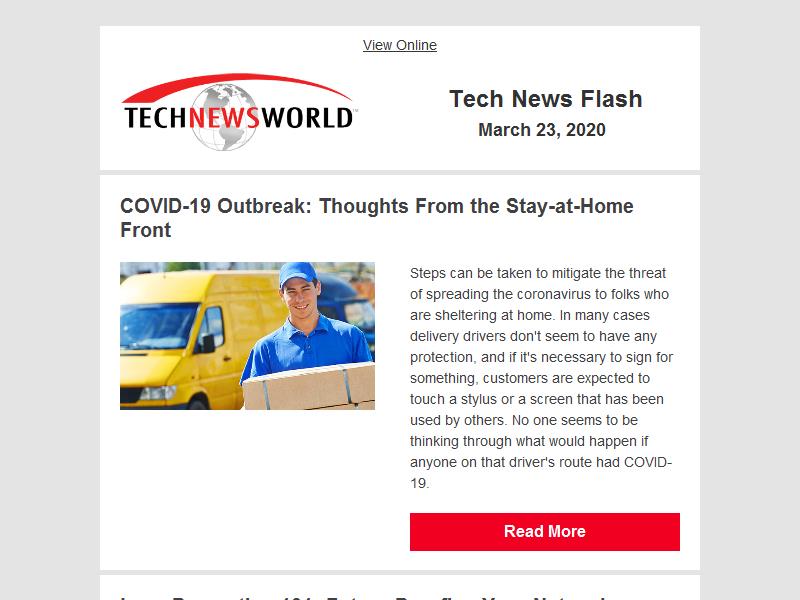 View Online
TECHNEWSWORLD
Tech News Flash
March 23, 2020
COVID-19 Outbreak: Thoughts From the Stay-at-Home
Front
Steps can be taken to mitigate the threat
of spreading the coronavirus to folks who
are sheltering at home. In many cases
delivery drivers don't seem to have any
protection, and if it's necessary to sign for
something, customers are expected to
touch a stylus or a screen that has been
used by others. No one seems to be
thinking through what would happen if
anyone on that driver's route had COVID-
19.
Read More